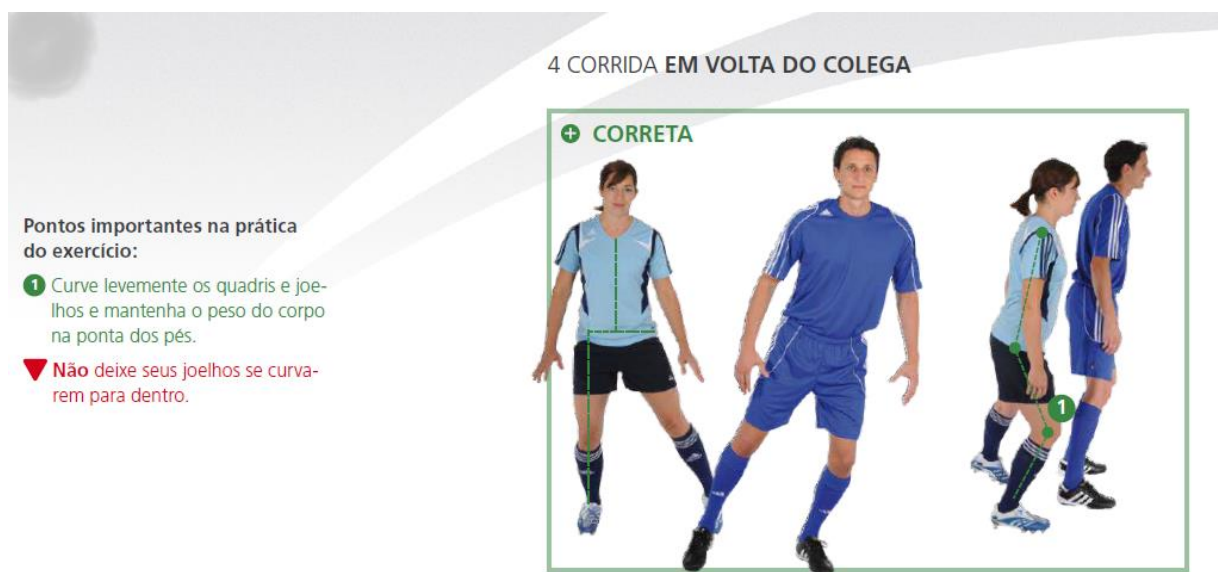 4 CORRIDA EM VOLTA DO COLEGA
CORRETA
Pontos importantes na prática
do exercício:
1 Curve levemente os quadris e joe-
lhos e mantenha o peso do corpo
na ponta dos pés.
Não deixe seus joelhos se curva-
rem para dentro.
1